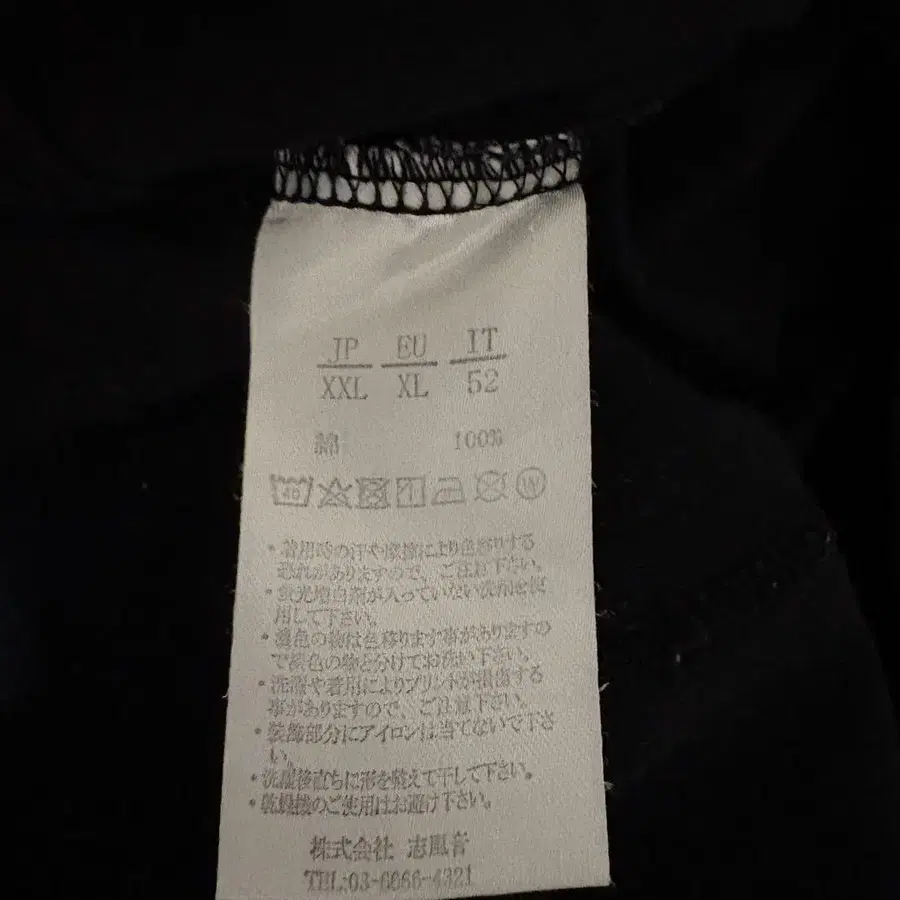 JP EU IT
XXL XL 52
綿 100%
40 W
・着用時の汗や摩擦により色移りする
恐れがありますので、ご注意下さい。
・蛍光増白剤が入っていない洗剤を使
用して下さい。
・濃色の物は色移ります事がありますの
で淡色の物と分けてお洗い下さい。
・洗濯や着用によりプリントが損傷する
事がありますので、ご注意下さい。
・装飾部分にアイロンは当てないで下さ
い。
・洗濯後直ちに形を整えて干して下さい。
・乾燥機のご使用はお避け下さい。
株式会社 志風音
TEL:03-6666-4321